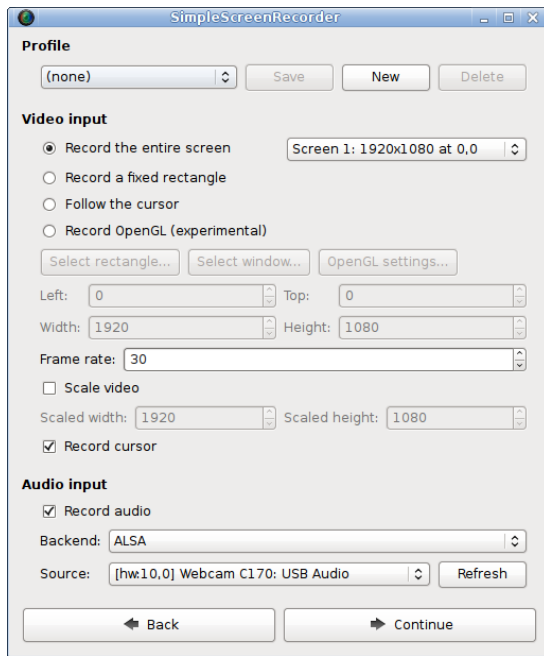 SimpleScreenRecorder
Profile
(none) Save New Delete
Video input
Record the entire screen Screen 1: 1920x1080 at 0,0
Record a fixed rectangle
Follow the cursor
Record OpenGL (experimental)
Select rectangle... Select window... OpenGL settings...
Left: 0 Top: 0
Width: 1920 Height: 1080
Frame rate: 30
Scale video
Scaled width: 1920 Scaled height: 1080
Record cursor
Audio input
Record audio
Backend: ALSA
Source: [hw:10,0] Webcam C170: USB Audio Refresh
Back Continue